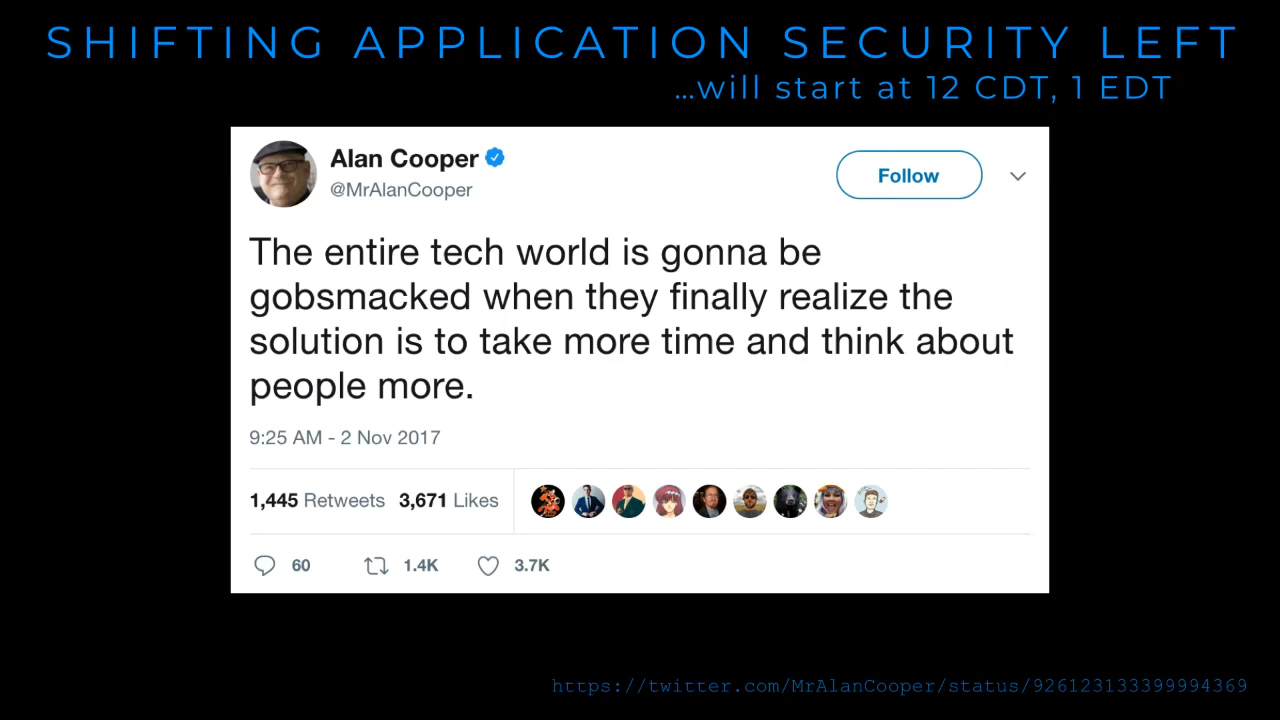 SHIFTING APPLICATION SECURITY LEFT
...will start at 12 CDT, 1 EDT
Alan Cooper
@MrAlanCooper
Follow
The entire tech world is gonna be
gobsmacked when they finally realize the
solution is to take more time and think about
people more.
9:25 AM - 2 Nov 2017
1,445 Retweets 3,671 Likes
60 1.4K 3.7K
https://twitter.com/MrAlanCooper/status/926123133399994369